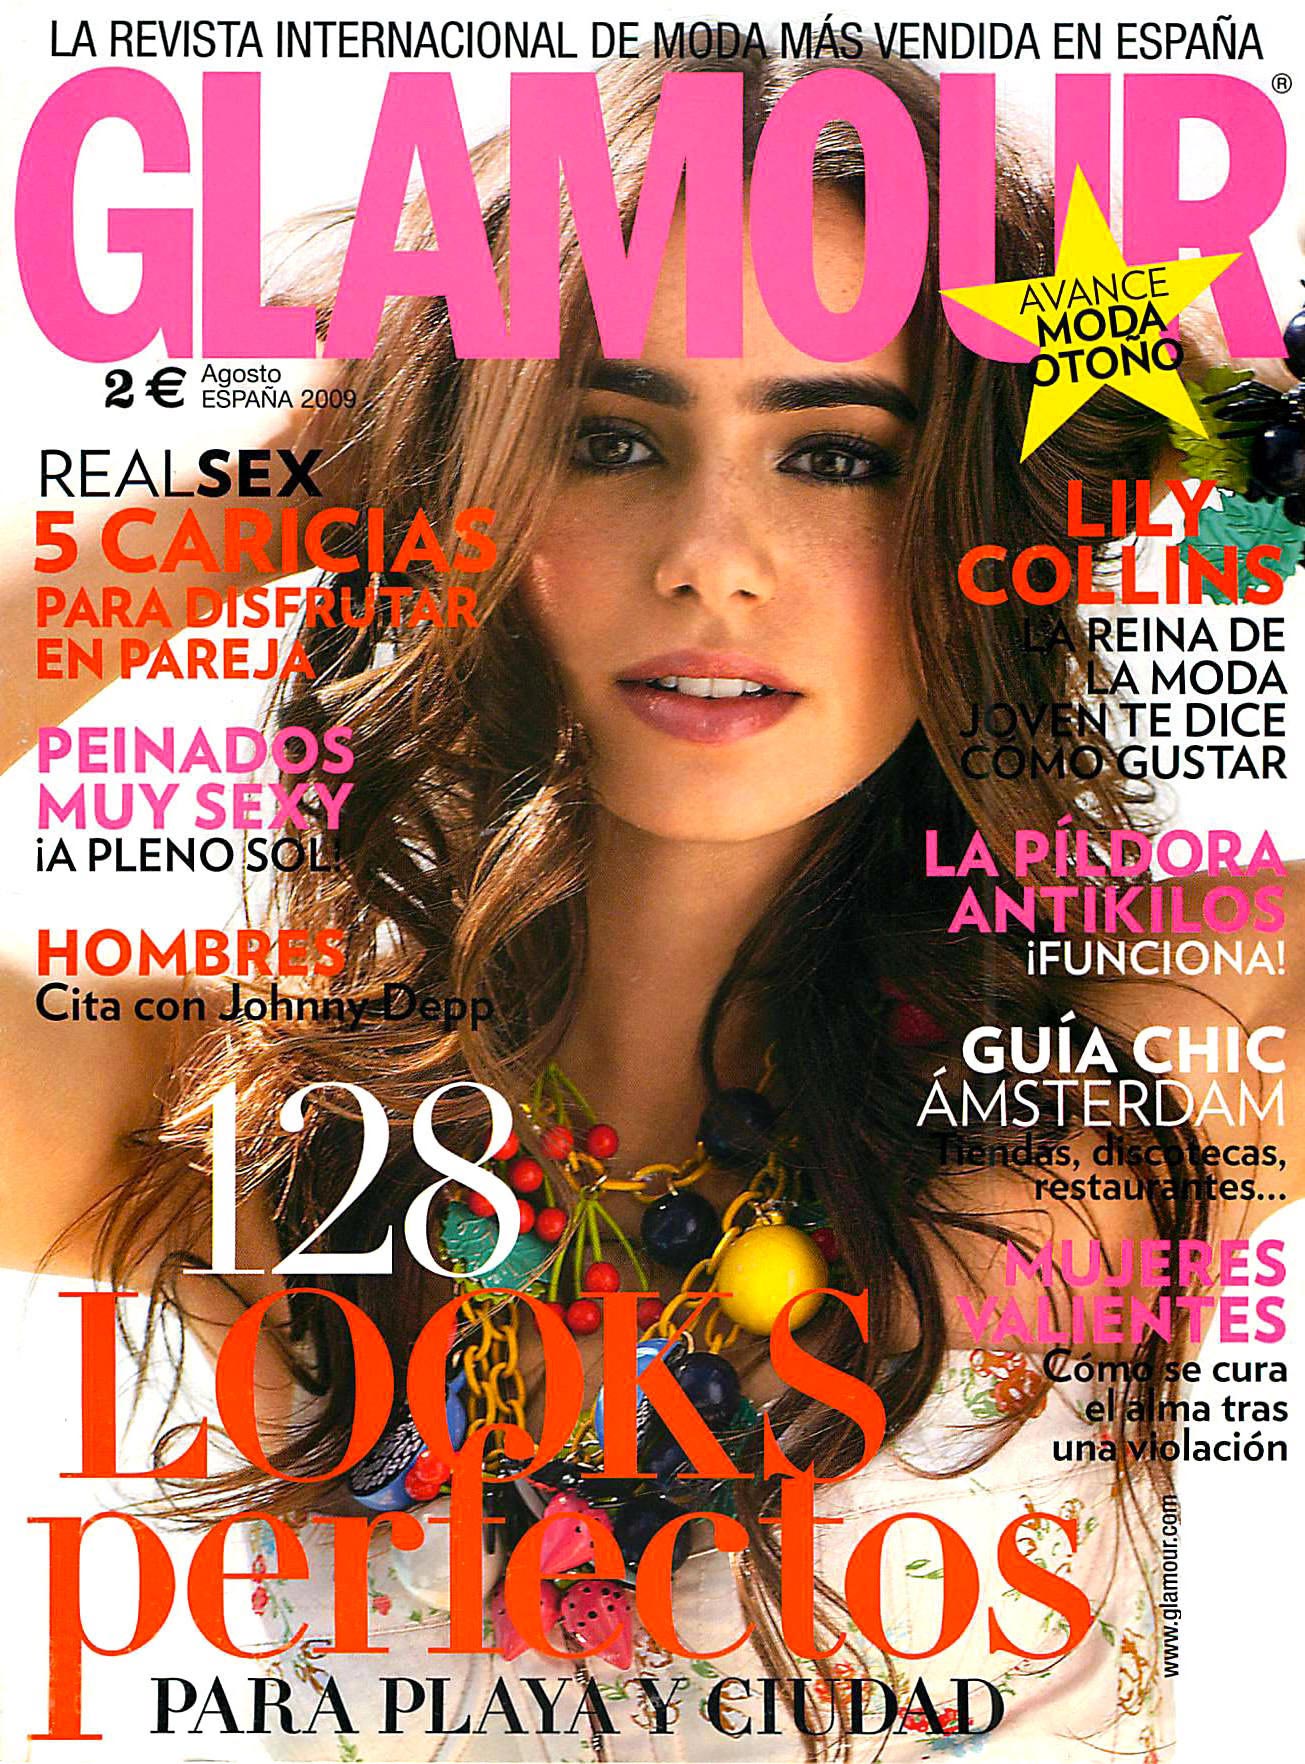 LA REVISTA INTERNACIONAL DE MODA MÁS VENDIDA EN ESPAÑA
GLAMOUR®
AVANCE
MODA
OTOÑO
2 € Agosto
ESPAÑA 2009
REALSEX
5 CARICIAS
PARA DISFRUTAR
EN PAREJA
PEINADOS
MUY SEXY
¡A PLENO SOL!
HOMBRES
Cita con Johnny Depp
LILY
COLLINS
LA REINA DE
LA MODA
JOVEN TE DICE
CÓMO GUSTAR
LA PÍLDORA
ANTIKILOS
¡FUNCIONA!
GUÍA CHIC
ÁMSTERDAM
Tiendas, discotecas,
restaurantes...
MUJERES
VALIENTES
Cómo se cura
el alma tras
una violación
128
LOOKS
perfectos
PARA PLAYA Y CIUDAD
www.glamour.com